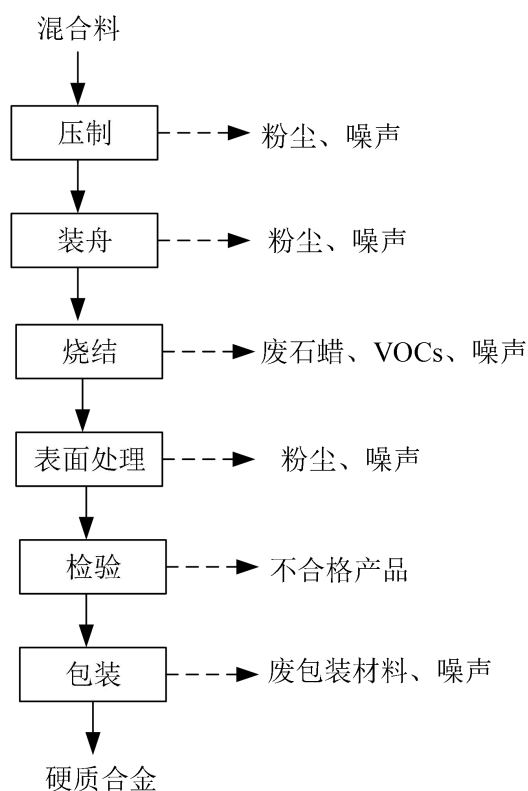 混合料
压制
粉尘、噪声
装舟
粉尘、噪声
烧结
废石蜡、VOCs、噪声
表面处理
粉尘、噪声
检验
不合格产品
包装
废包装材料、噪声
硬质合金